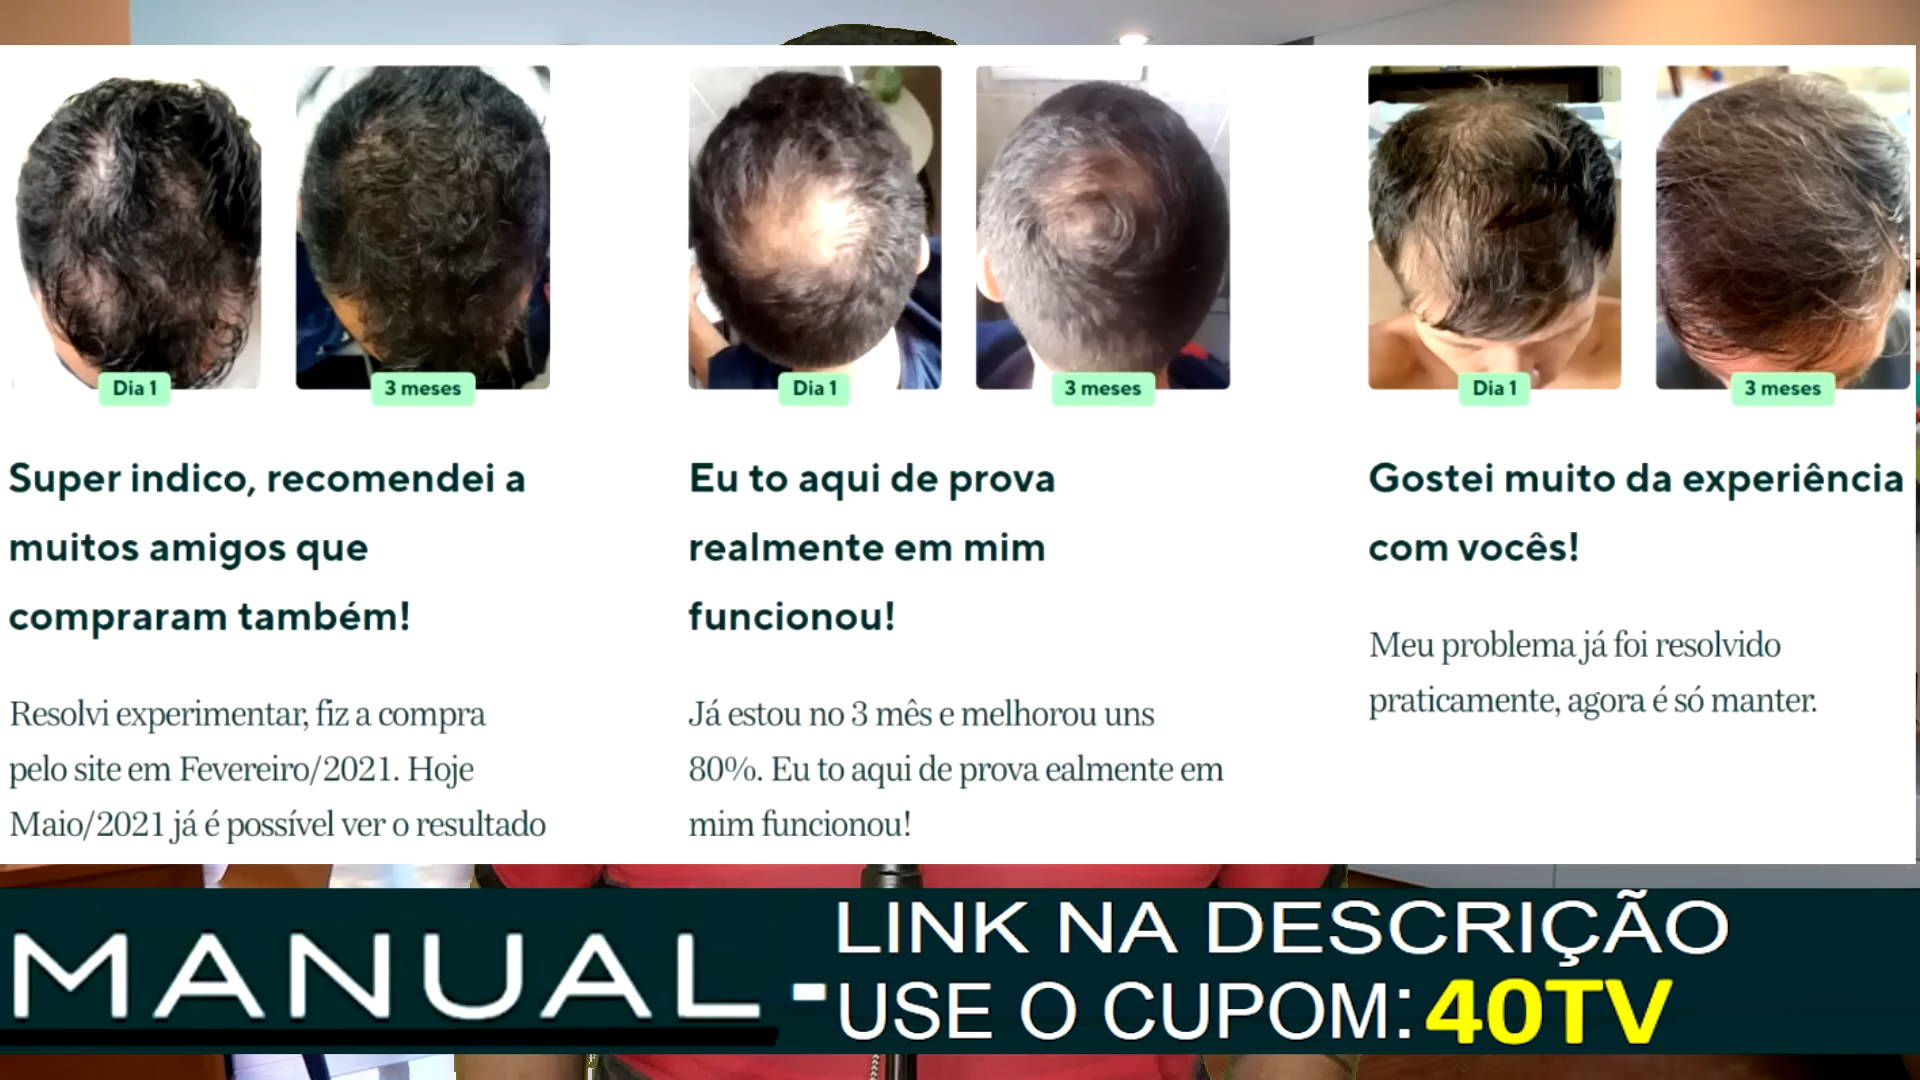 Dia 1
3 meses
Dia 1
3 meses
Dia 1
3 meses
Super indico, recomendei a
muitos amigos que
compraram também!
Resolvi experimentar, fiz a compra
pelo site em Fevereiro/2021. Hoje
Maio/2021 já é possível ver o resultado
Eu to aqui de prova
realmente em mim
funcionou!
Já estou no 3 mês e melhorou uns
80%. Eu to aqui de prova ealmente em
mim funcionou!
Gostei muito da experiência
com vocês!
Meu problema já foi resolvido
praticamente, agora é só manter.
MANUAL
LINK NA DESCRIÇÃO
-USE O CUPOM: 40TV